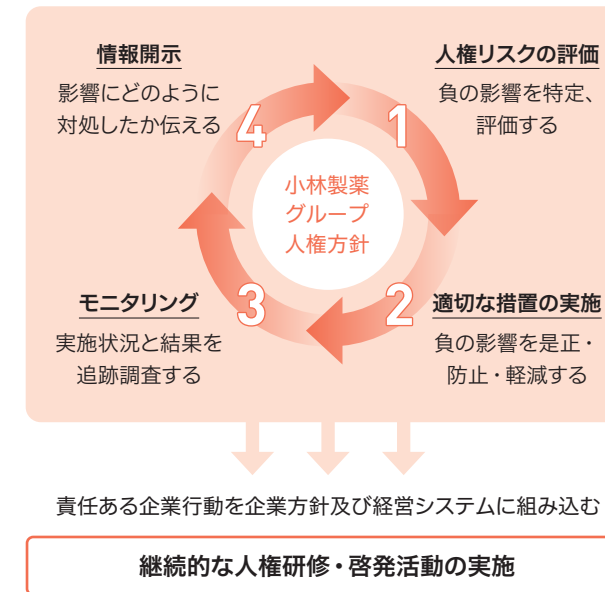 情報開示
影響にどのように
対処したか伝える
4
人権リスクの評価
負の影響を特定、
評価する
1
小林製薬
グループ
人権方針
モニタリング
実施状況と結果を
追跡調査する
3
2
適切な措置の実施
負の影響を是正・
防止・軽減する
責任ある企業行動を企業方針及び経営システムに組み込む
継続的な人権研修・啓発活動の実施